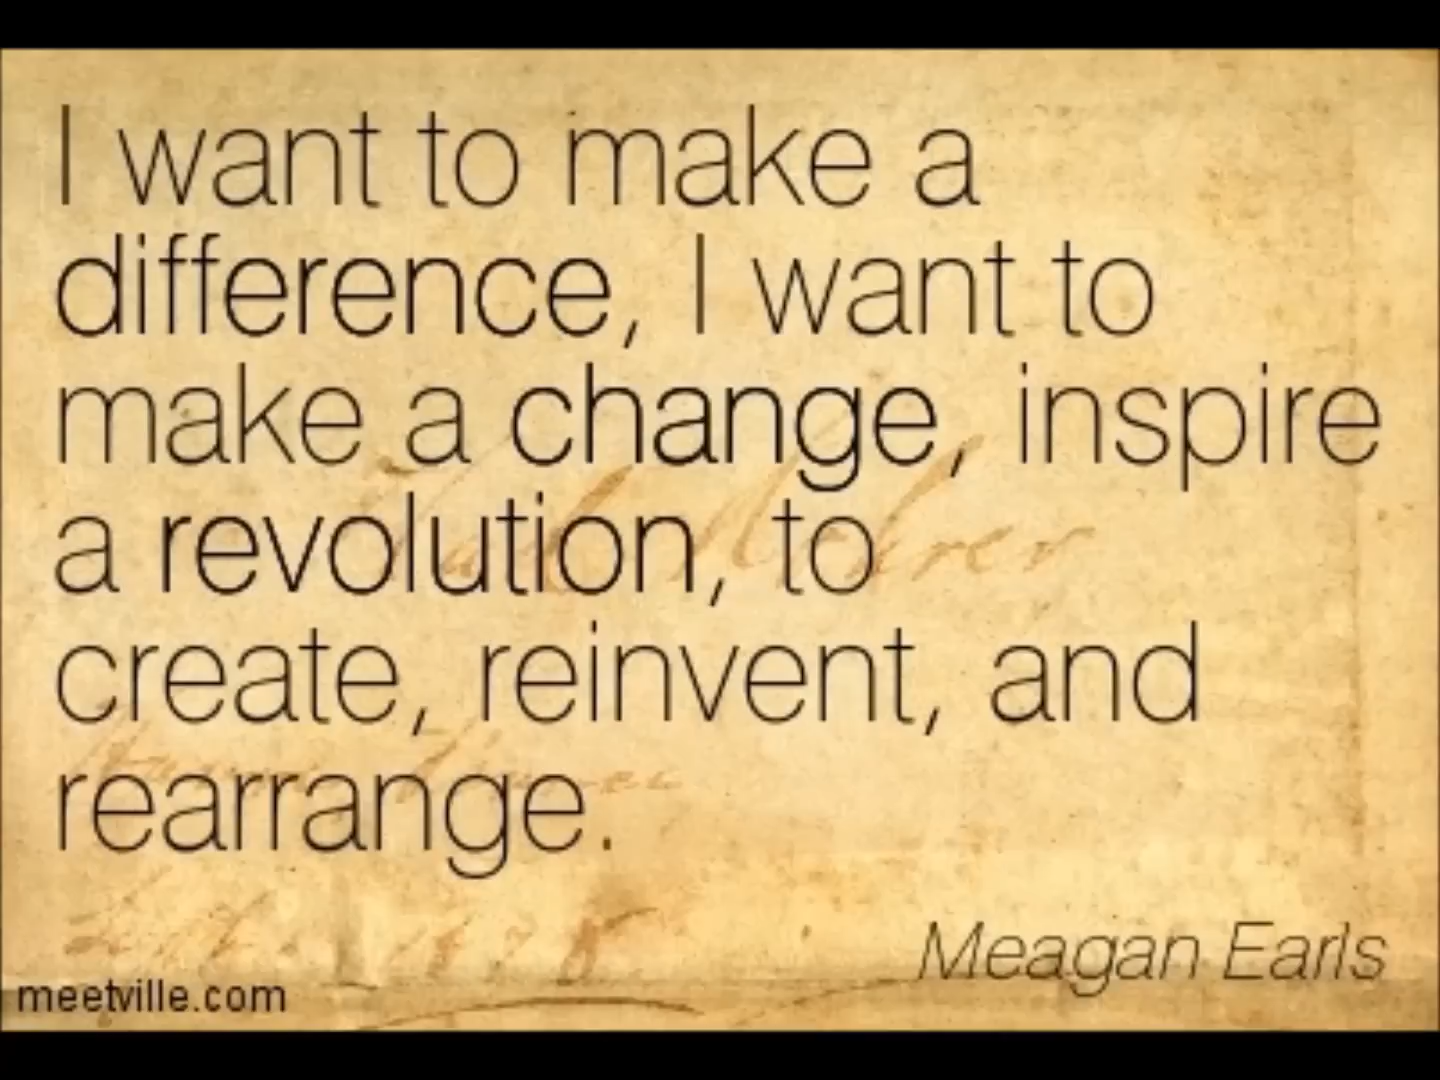 I want to make a
difference, I want to
make a change, inspire
a revolution, to
create, reinvent, and
rearrange.
Meagan Earls
meetville.com